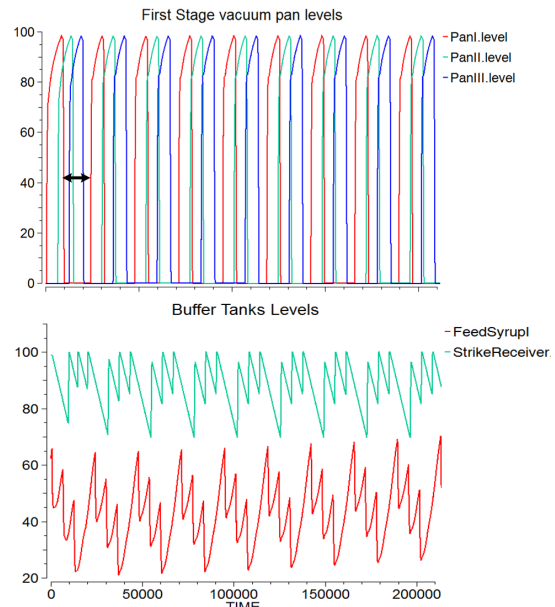 First Stage vacuum pan levels
100
80
60
40
20
0
PanI.level
PanII.level
PanIII.level
Buffer Tanks Levels
100
80
60
40
20
FeedSyrupI
StrikeReceiver.
0
50000
100000
150000
200000
TIME